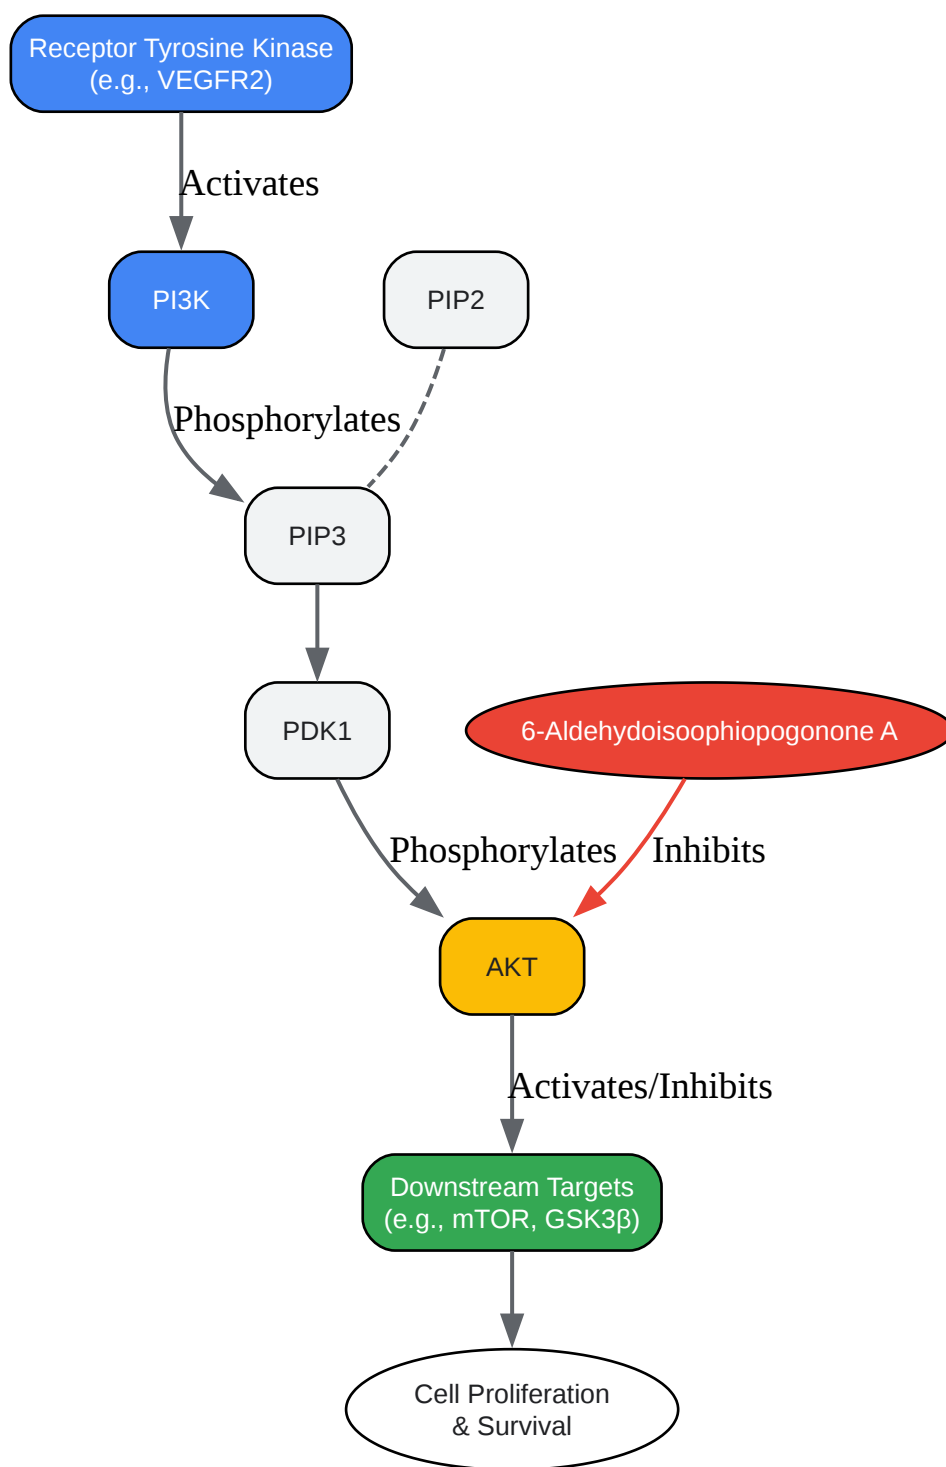 Receptor Tyrosine Kinase
(e.g., VEGFR2)
Activates
PI3K
PIP2
Phosphorylates
PIP3
PDK1
6-Aldehydoisoophiopogonone A
Phosphorylates
Inhibits
AKT
Activates/Inhibits
Downstream Targets
(e.g., mTOR, GSK3β)
Cell Proliferation
& Survival